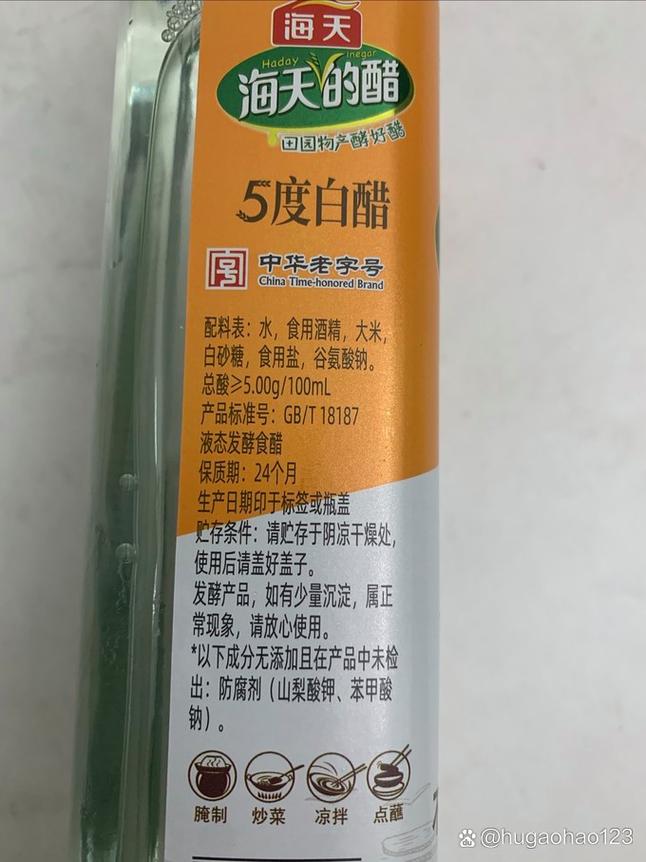 海天
Haday
inegar
海天的醋
田园物产酵好醋
5度白醋
中华老字号
China Time-honored Brand
配料表：水，食用酒精，大米，
白砂糖，食用盐，谷氨酸钠。
总酸≥5.00g/100mL
产品标准号：GB/T 18187
液态发酵食醋
保质期：24个月
生产日期印于标签或瓶盖
贮存条件：请贮存于阴凉干燥处，
使用后请盖好盖子。
发酵产品，如有少量沉淀，属正
常现象，请放心使用。
*以下成分无添加且在产品中未检
出：防腐剂（山梨酸钾、苯甲酸
钠）。
腌制 炒菜 凉拌 点蘸
@hugaohao123